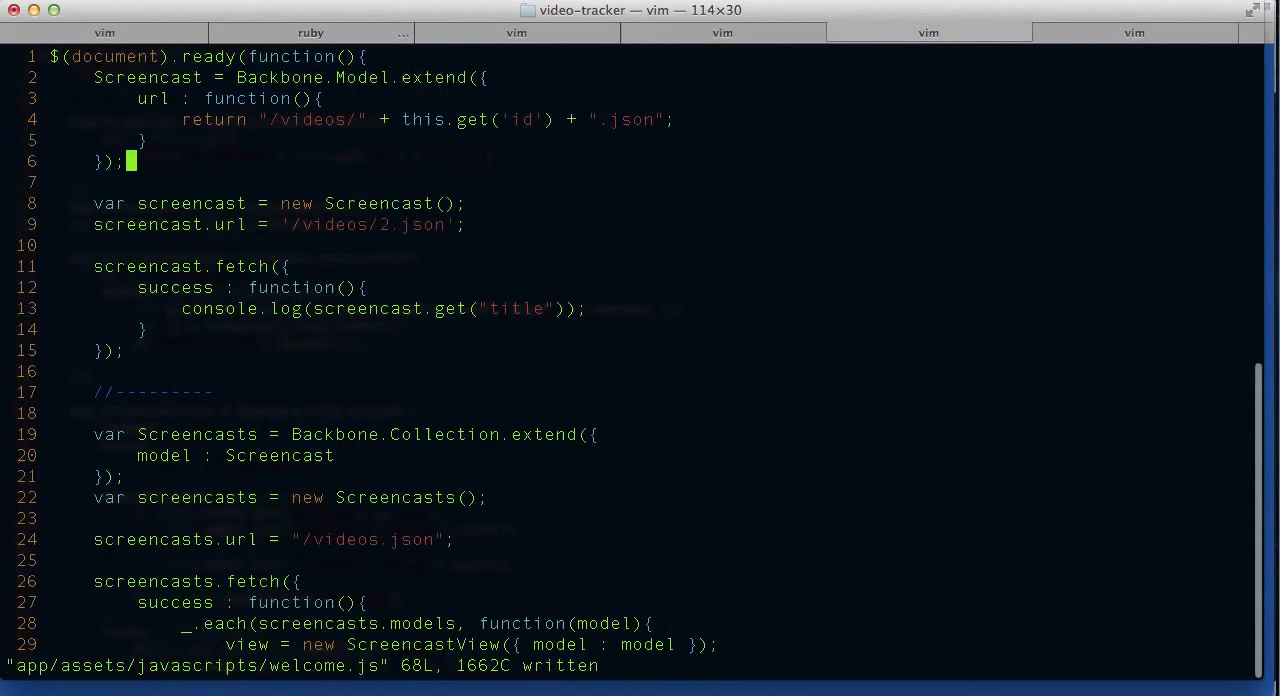 video-tracker — vim — 114×30
vim ruby ... vim vim vim vim
1 $(document).ready(function(){
2     Screencast = Backbone.Model.extend({
3         url : function(){
4             return "/videos/" + this.get('id') + ".json";
5         }
6     });
7
8     var screencast = new Screencast();
9     screencast.url = '/videos/2.json';
10
11     screencast.fetch({
12         success : function(){
13             console.log(screencast.get("title"));
14         }
15     });
16
17     //---------
18
19     var Screencasts = Backbone.Collection.extend({
20         model : Screencast
21     });
22     var screencasts = new Screencasts();
23
24     screencasts.url = "/videos.json";
25
26     screencasts.fetch({
27         success : function(){
28             _.each(screencasts.models, function(model){
29                 view = new ScreencastView({ model : model });
"app/assets/javascripts/welcome.js" 68L, 1662C written